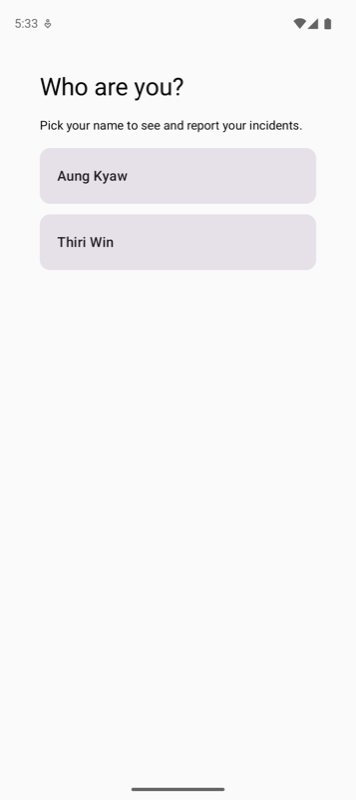 5:33
Who are you?
Pick your name to see and report your incidents.
Aung Kyaw
Thiri Win